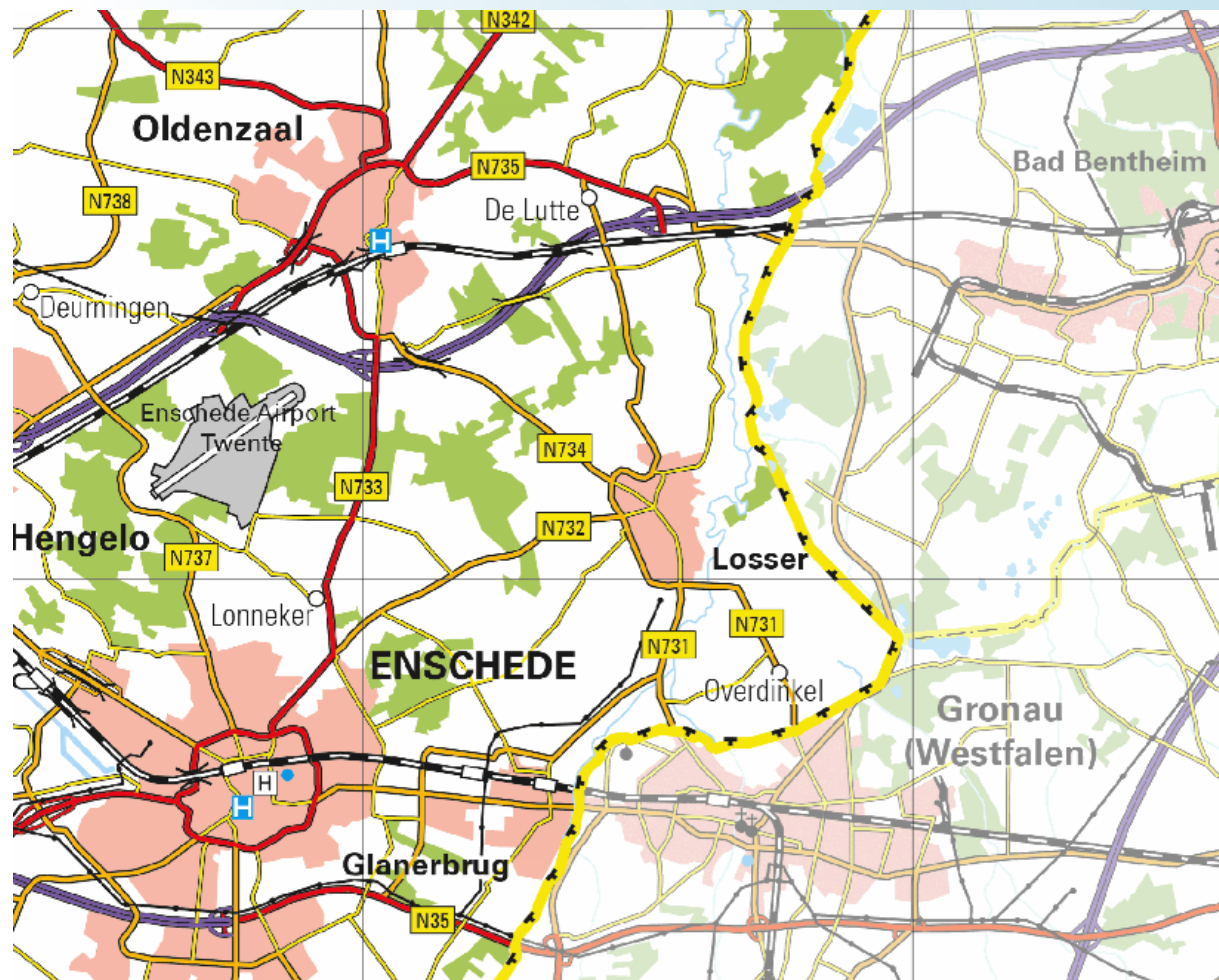 N342
N343
Oldenzaal
N735
Bad Bentheim
N738
De Lutte
H
Deurningen
Enschede Airport
Twente
N734
N733
N732
Hengelo
N737
Losser
Lonneker
N731
N731
ENSCHEDE
Overdinkel
Gronau
(Westfalen)
H
H
Glanerbrug
N35